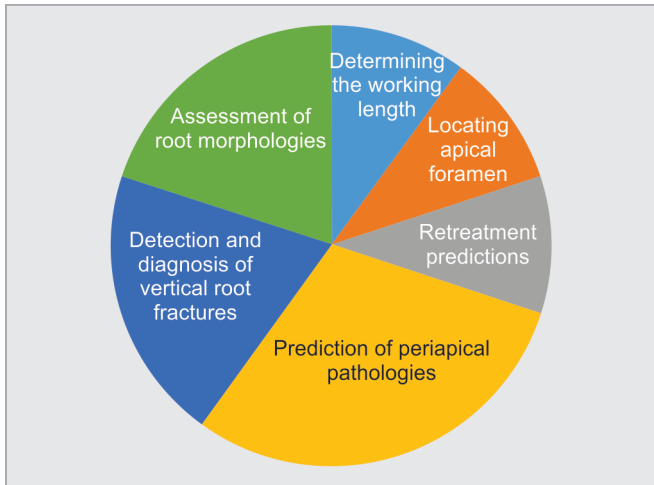 Determining
the working
length
Locating
apical
foramen
Retreatment
predictions
Prediction of periapical
pathologies
Detection and
diagnosis of
vertical root
fractures
Assessment of
root morphologies